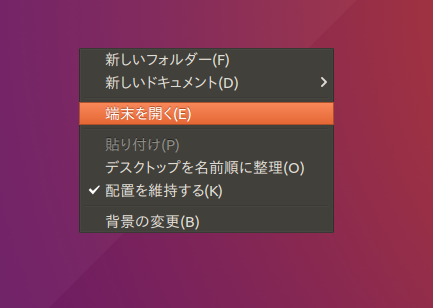 新しいフォルダー(F)
新しいドキュメント(D)
端末を開く(E)
貼り付け(P)
デスクトップを名前順に整理(O)
配置を維持する(K)
背景の変更(B)